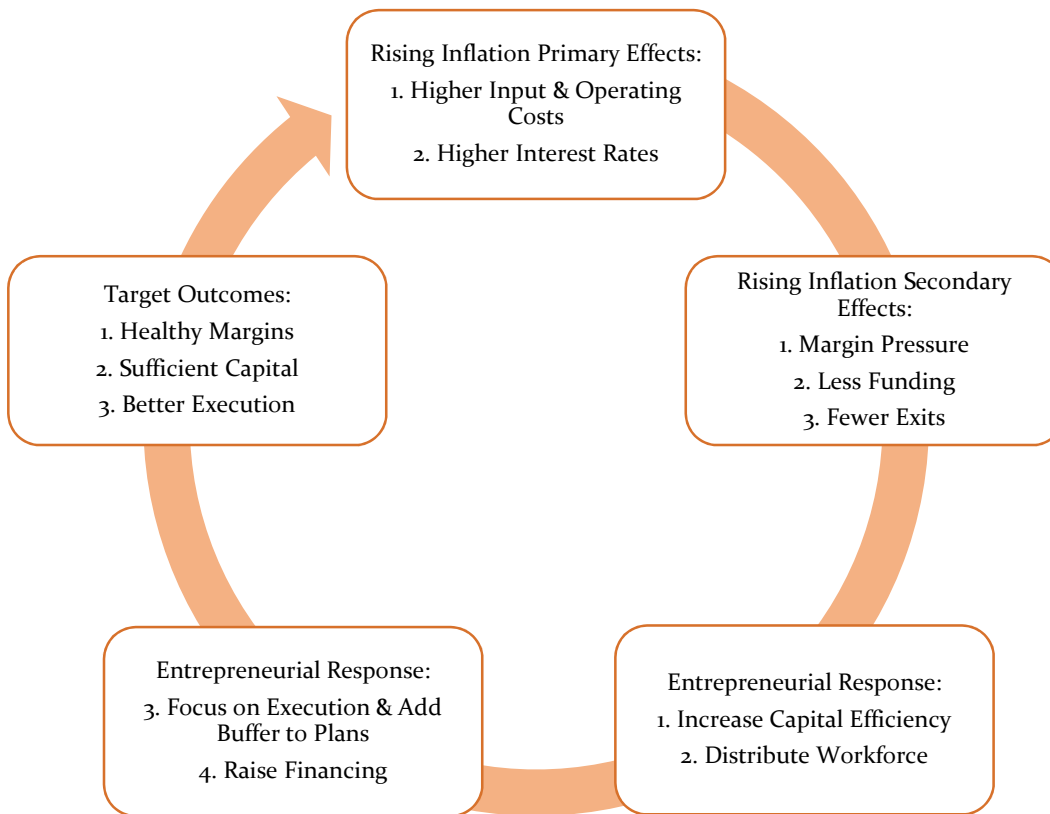 Rising Inflation Primary Effects:
1. Higher Input & Operating
Costs
2. Higher Interest Rates
Rising Inflation Secondary
Effects:
1. Margin Pressure
2. Less Funding
3. Fewer Exits
Entrepreneurial Response:
1. Increase Capital Efficiency
2. Distribute Workforce
Entrepreneurial Response:
3. Focus on Execution & Add
Buffer to Plans
4. Raise Financing
Target Outcomes:
1. Healthy Margins
2. Sufficient Capital
3. Better Execution